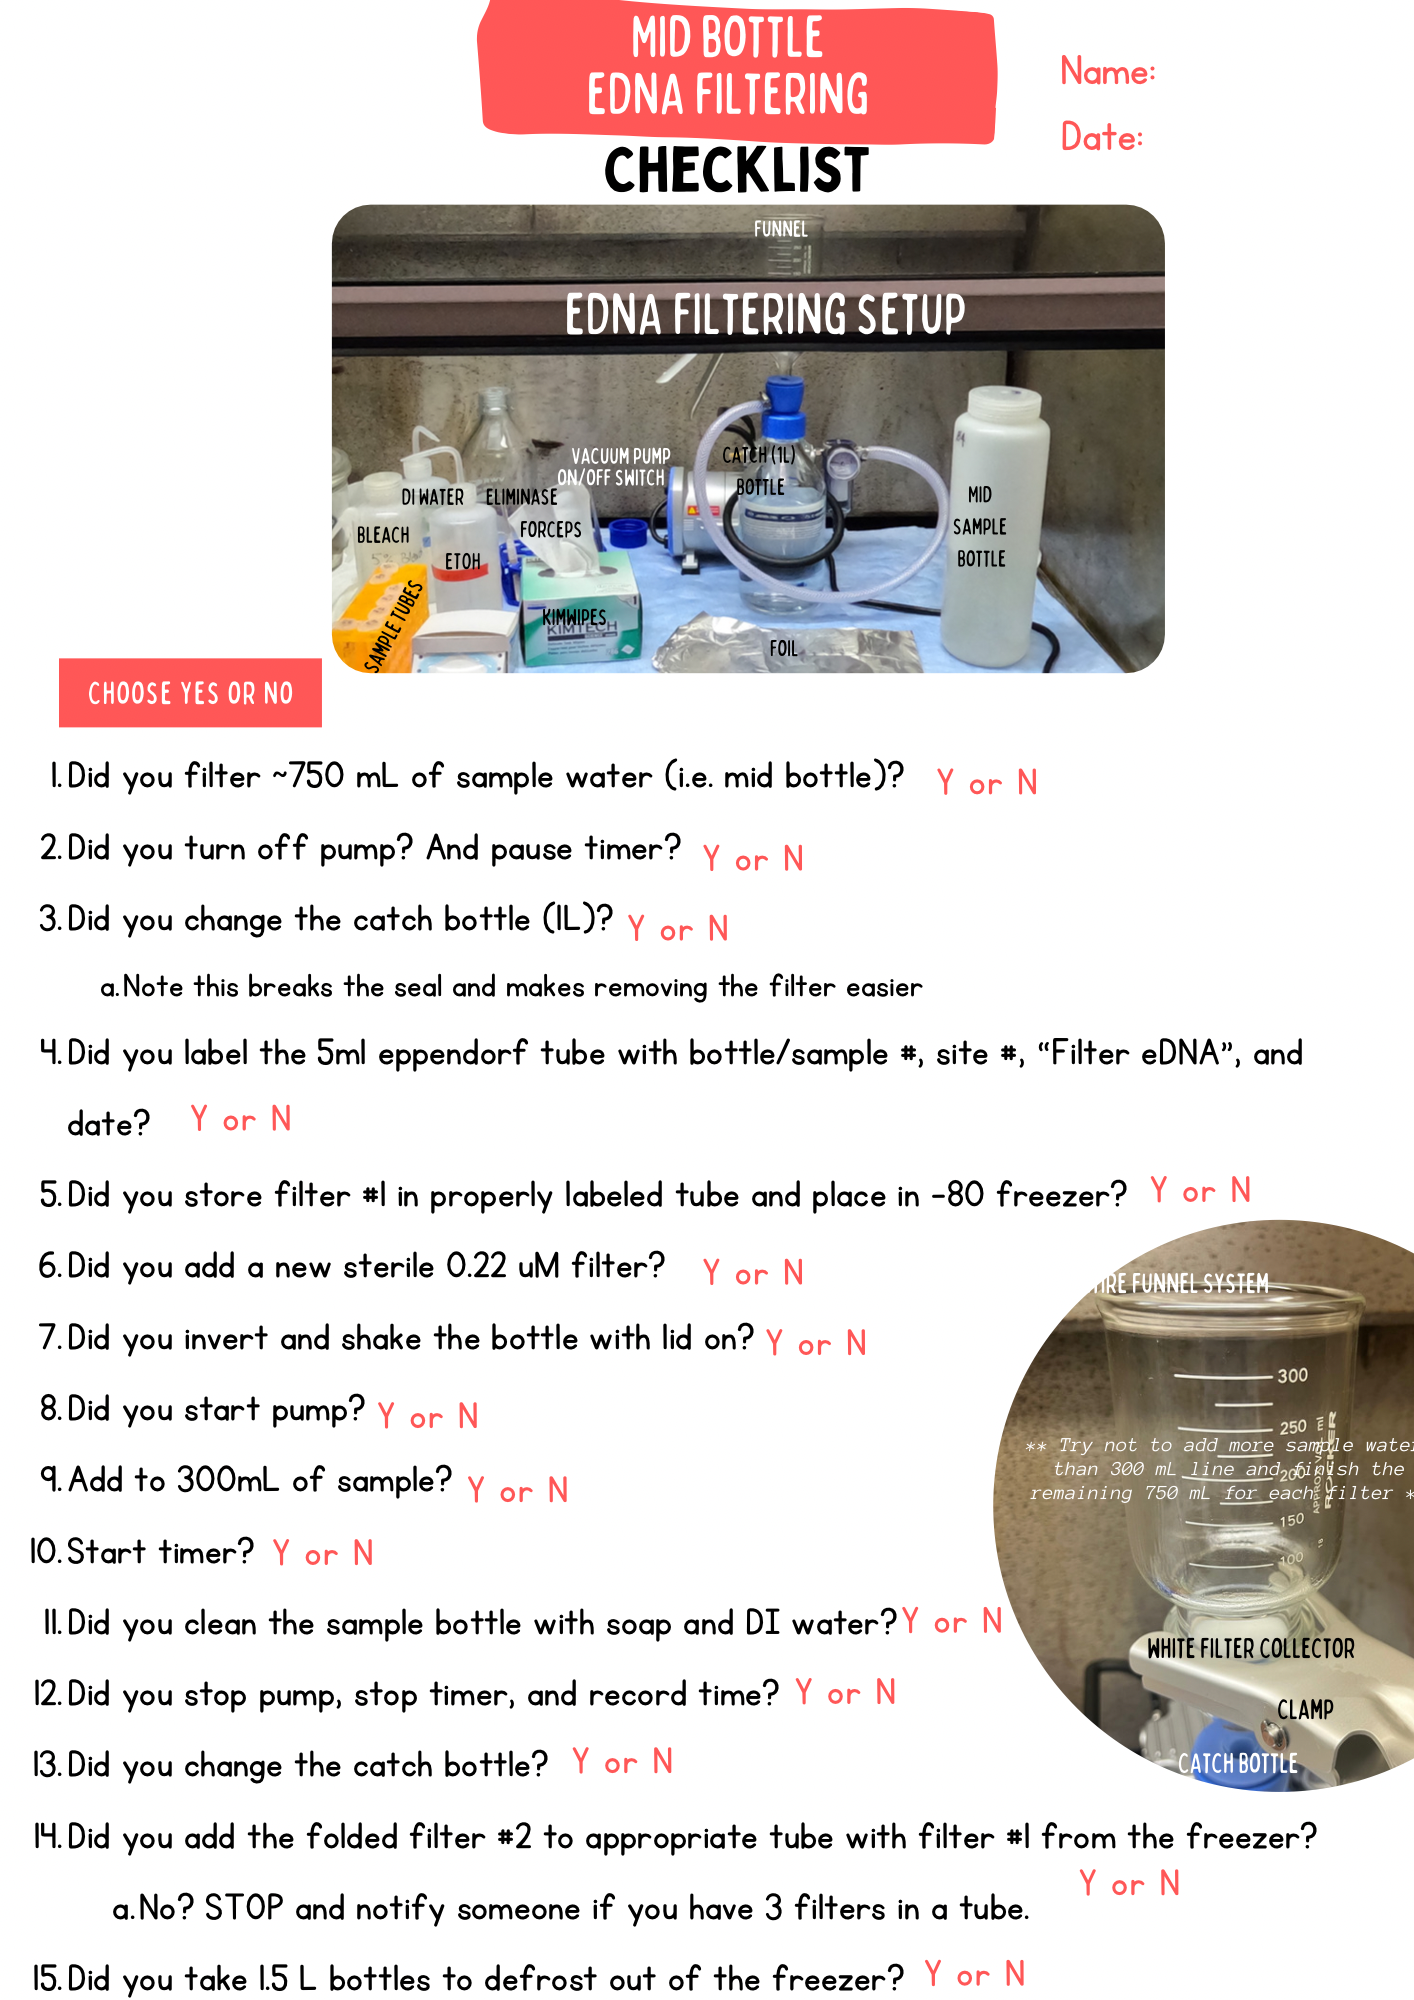 MID BOTTLE
EDNA FILTERING
CHECKLIST
Name:
Date:
FUNNEL
EDNA FILTERING SETUP
VACUUM PUMP
ON/OFF SWITCH
CATCH (1L)
BOTTLE
DI WATER
ELIMINASE
FORCEPS
BLEACH
ETOH
SAMPLE TUBES
KIMWIPES
KIMTECH
FOIL
MID
SAMPLE
BOTTLE
CHOOSE YES OR NO
1. Did you filter ~750 mL of sample water (i.e. mid bottle)? Y or N
2. Did you turn off pump? And pause timer? Y or N
3. Did you change the catch bottle (1L)? Y or N
a. Note this breaks the seal and makes removing the filter easier
4. Did you label the 5ml eppendorf tube with bottle/sample #, site #, “Filter eDNA”, and
date? Y or N
5. Did you store filter #1 in properly labeled tube and place in -80 freezer? Y or N
6. Did you add a new sterile 0.22 uM filter? Y or N
7. Did you invert and shake the bottle with lid on? Y or N
8. Did you start pump? Y or N
9. Add to 300mL of sample? Y or N
10. Start timer? Y or N
11. Did you clean the sample bottle with soap and DI water? Y or N
12. Did you stop pump, stop timer, and record time? Y or N
13. Did you change the catch bottle? Y or N
14. Did you add the folded filter #2 to appropriate tube with filter #1 from the freezer?
Y or N
a. No? STOP and notify someone if you have 3 filters in a tube.
15. Did you take 1.5 L bottles to defrost out of the freezer? Y or N
FUNNEL SYSTEM
300
250
200
150
100
ml
ROCKER
** Try not to add more sample water
than 300 mL line and finish the
remaining 750 mL for each filter *
WHITE FILTER COLLECTOR
CLAMP
CATCH BOTTLE